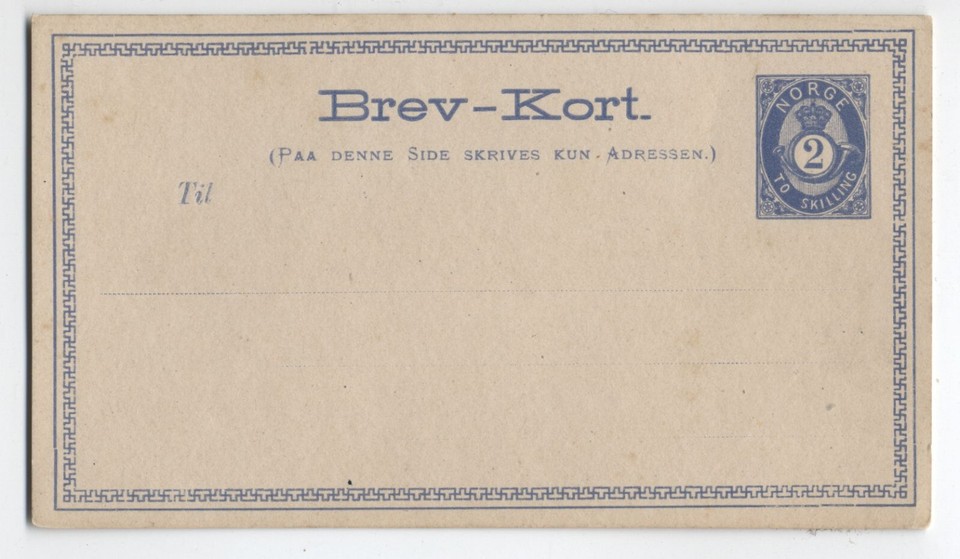 Brev-Kort.
(PAA DENNE SIDE SKRIVES KUN ADRESSEN.)
NORGE
2
TO SKILLING
Til